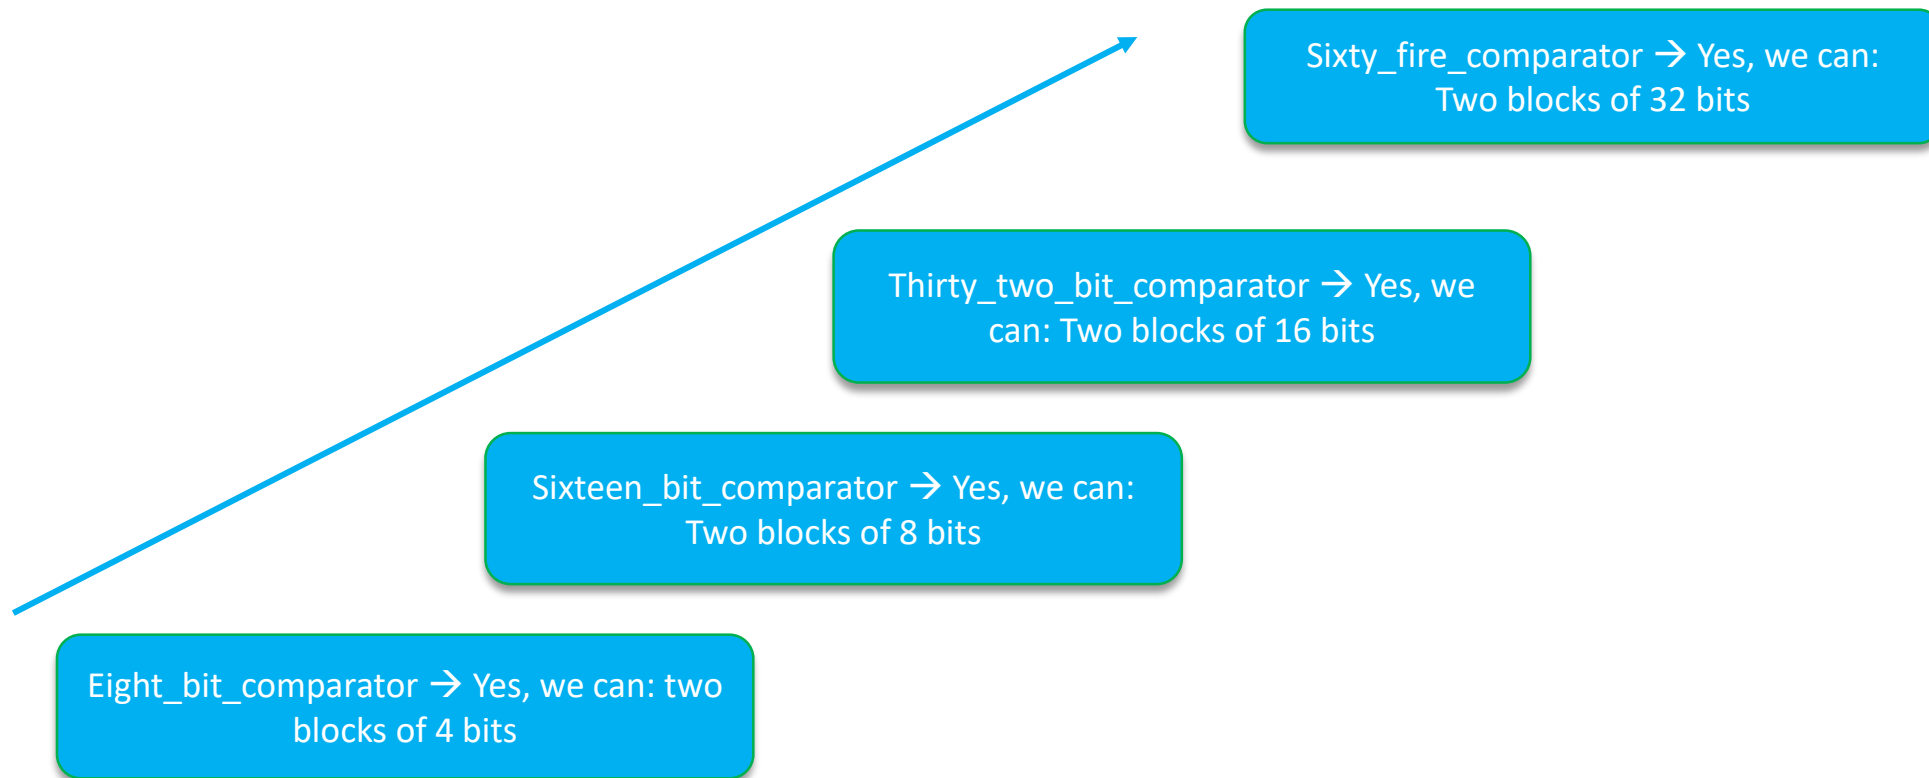 Sixty_fire_comparator → Yes, we can:
Two blocks of 32 bits
Thirty_two_bit_comparator → Yes, we
can: Two blocks of 16 bits
Sixteen_bit_comparator → Yes, we can:
Two blocks of 8 bits
Eight_bit_comparator → Yes, we can: two
blocks of 4 bits